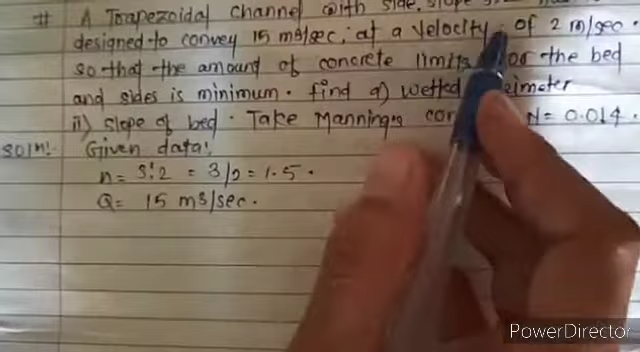 # A Trapezoidal channel with side slope
designed to convey 15 m3/sec; at a velocity of 2 m/sec
so that the amount of concrete for the bed
and sides is minimum. find a) wetted
ii) slope of bed. Take Manning's N= 0.014.
Soln! Given data!
n= 3:2 = 3/2 = 1.5.
Q= 15 m3/sec.
PowerDirector